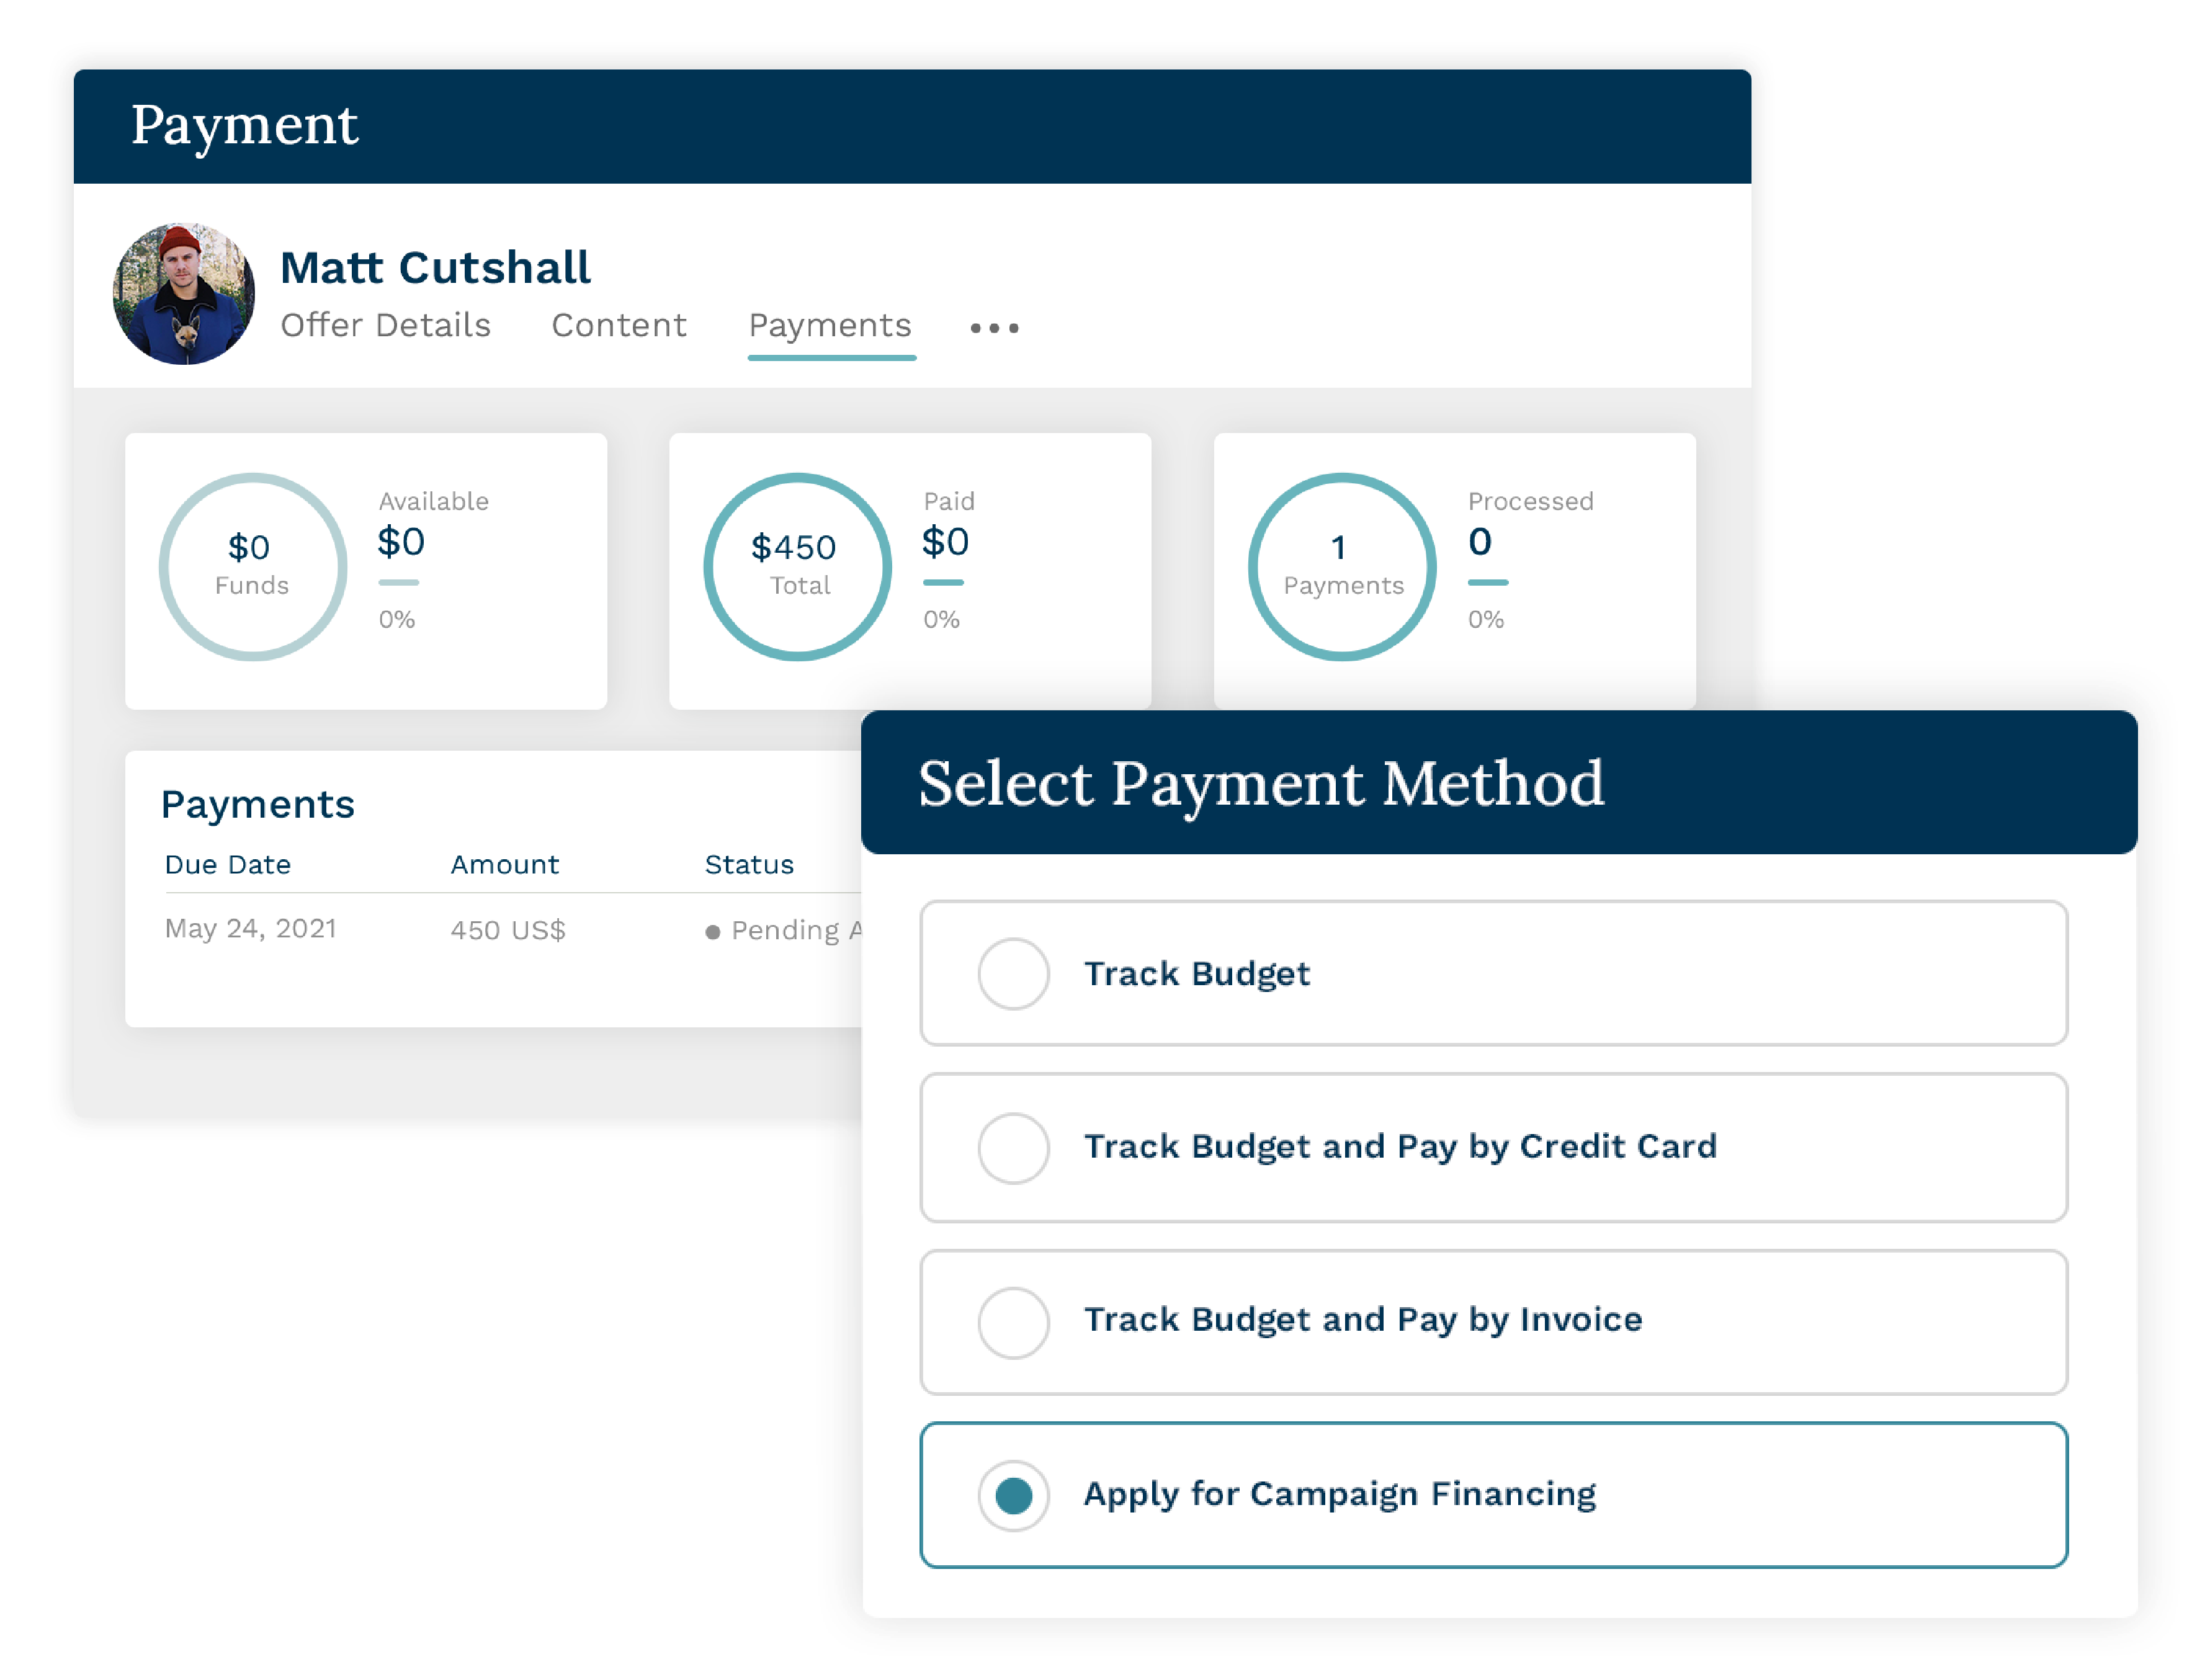 Payment
Matt Cutshall
Offer Details Content Payments
$0
Funds
Available
$0
0%
$450
Total
Paid
$0
0%
1
Payments
Processed
0
0%
Payments
Due Date Amount Status
May 24, 2021 450 US$ Pending
Select Payment Method
Track Budget
Track Budget and Pay by Credit Card
Track Budget and Pay by Invoice
Apply for Campaign Financing